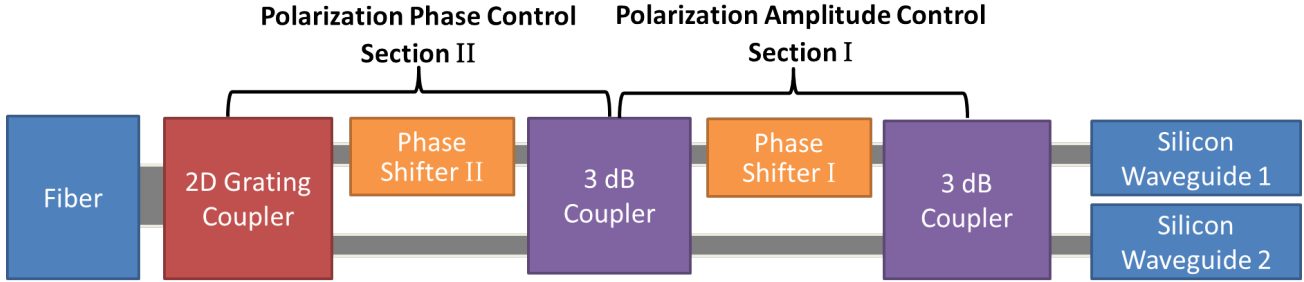 Polarization Phase Control
Section II
Polarization Amplitude Control
Section I
Fiber
2D Grating
Coupler
Phase
Shifter II
3 dB
Coupler
Phase
Shifter I
3 dB
Coupler
Silicon
Waveguide 1
Silicon
Waveguide 2